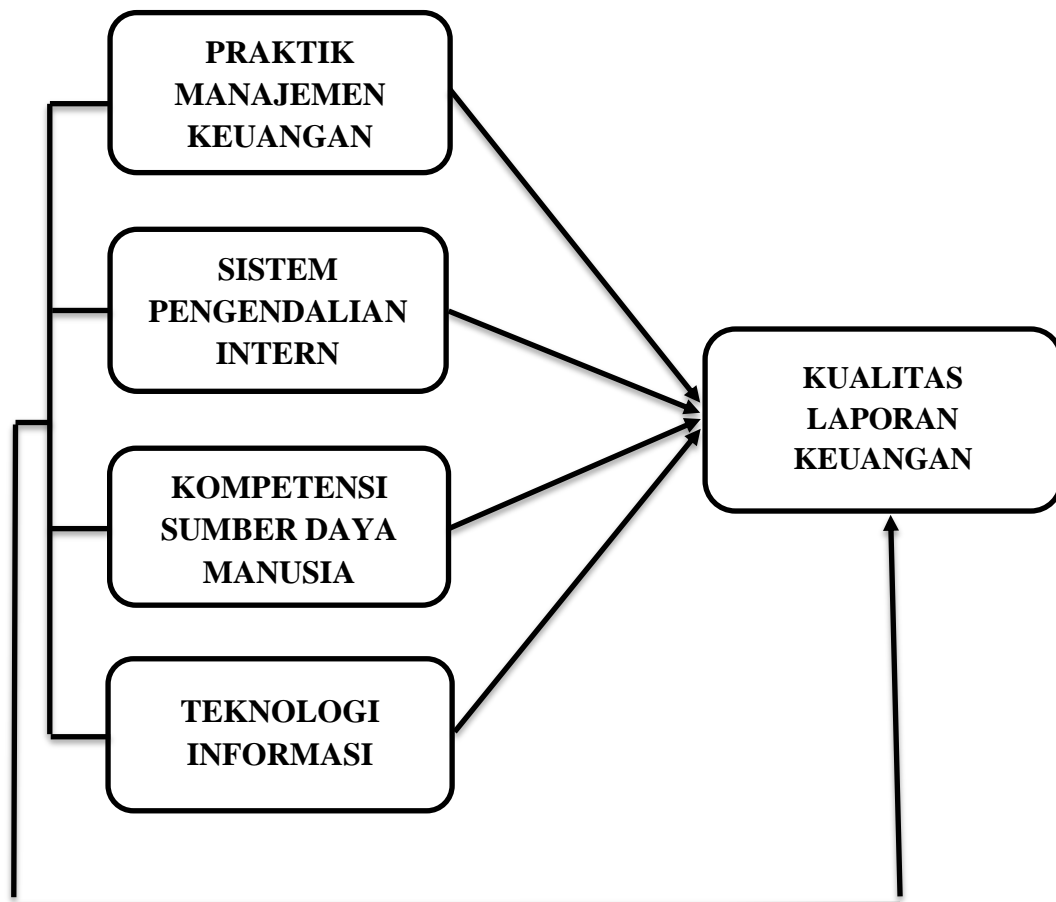 PRAKTIK
MANAJEMEN
KEUANGAN
SISTEM
PENGENDALIAN
INTERN
KOMPETENSI
SUMBER DAYA
MANUSIA
TEKNOLOGI
INFORMASI
KUALITAS
LAPORAN
KEUANGAN